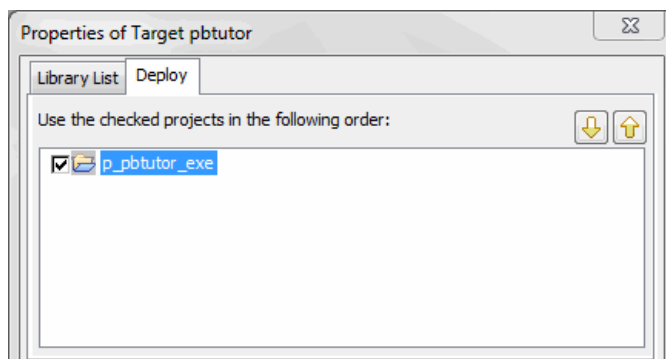 Properties of Target pbtutor
Library List Deploy
Use the checked projects in the following order:
p_pbtutor_exe